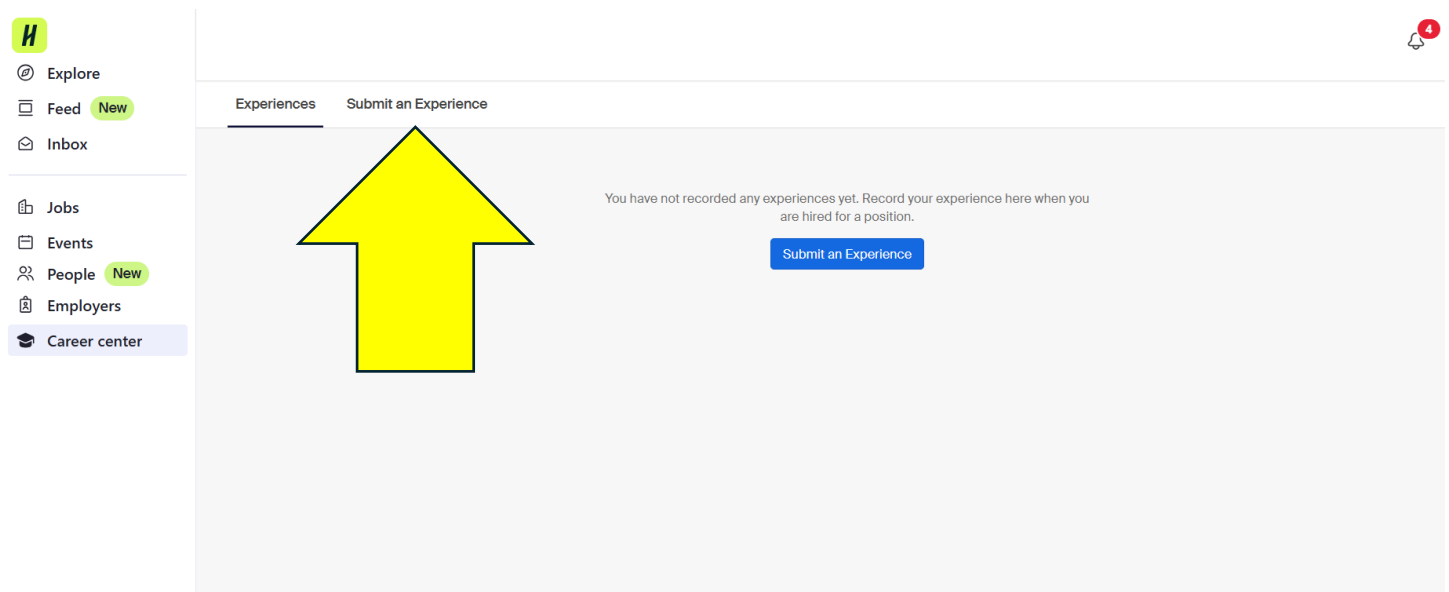 H
Explore
Feed New
Inbox
Jobs
Events
People New
Employers
Career center
4
Experiences Submit an Experience
You have not recorded any experiences yet. Record your experience here when you
are hired for a position.
Submit an Experience